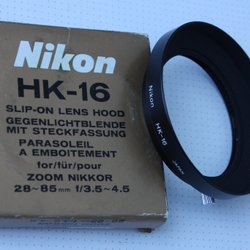 Nikon
HK-16
SLIP-ON LENS HOOD
GEGENLICHTBLENDE
MIT STECKFASSUNG
PARASOLEIL
A EMBOITEMENT
for/für/pour
ZOOM NIKKOR
28~85mm f/3.5~4.5
Nikon
HK-16
JAPAN